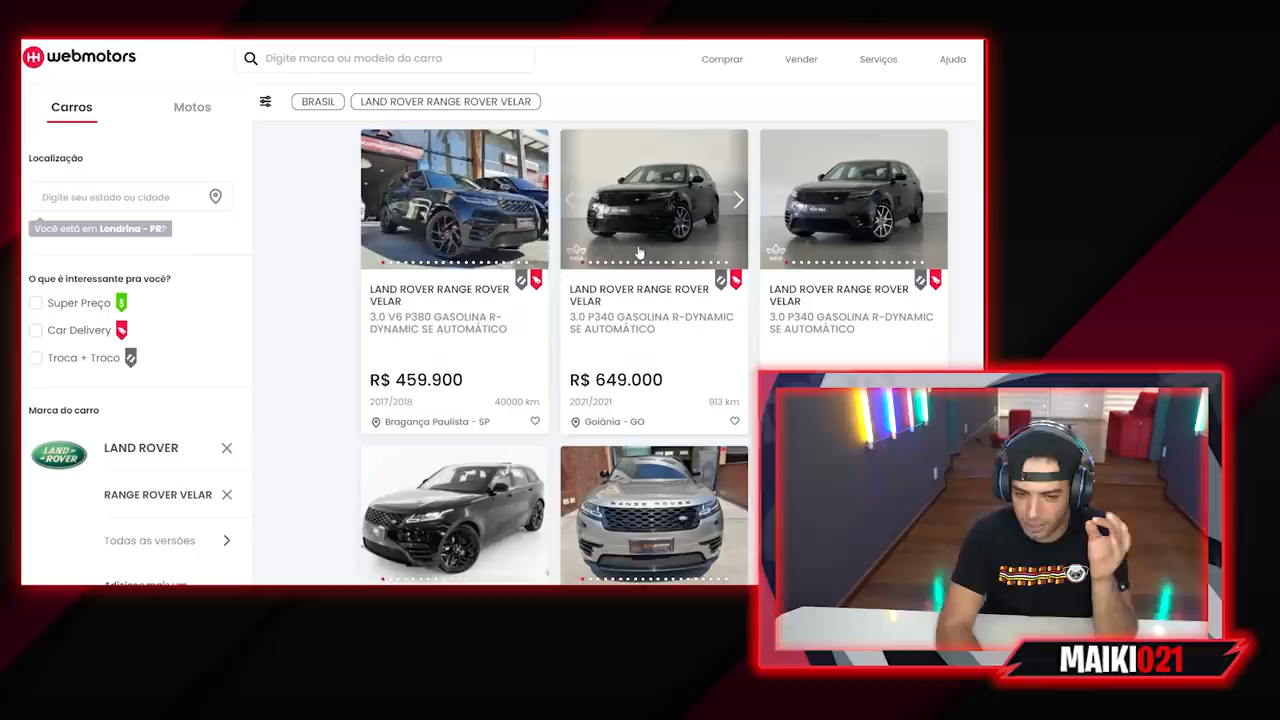 webmotors
Digite marca ou modelo do carro
Comprar
Vender
Serviços
Ajuda
Carros
Motos
BRASIL
LAND ROVER RANGE ROVER VELAR
Localização
Digite seu estado ou cidade
Você está em Londrina - PR?
O que é interessante pra você?
Super Preço
Car Delivery
Troca + Troco
Marca do carro
LAND ROVER
LAND ROVER
RANGE ROVER VELAR
Todas as versões
LAND ROVER RANGE ROVER
VELAR
3.0 V6 P380 GASOLINA R-
DYNAMIC SE AUTOMÁTICO
R$ 459.900
2017/2018
40000 km
Bragança Paulista - SP
LAND ROVER RANGE ROVER
VELAR
3.0 P340 GASOLINA R-DYNAMIC
SE AUTOMÁTICO
R$ 649.000
2021/2021
913 km
Goiânia - GO
LAND ROVER RANGE ROVER
VELAR
3.0 P340 GASOLINA R-DYNAMIC
SE AUTOMÁTICO
RANGE ROVER
MAIKI021